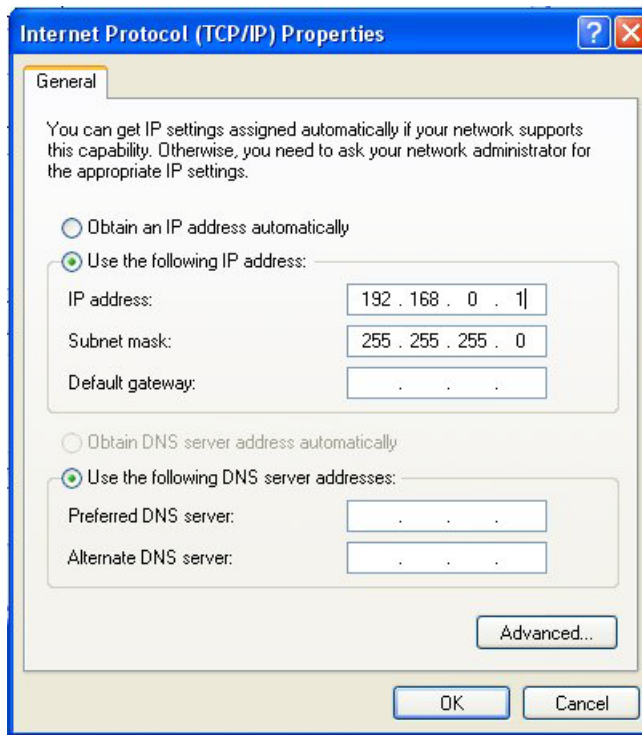 Internet Protocol (TCP/IP) Properties
General
You can get IP settings assigned automatically if your network supports
this capability. Otherwise, you need to ask your network administrator for
the appropriate IP settings.
Obtain an IP address automatically
Use the following IP address:
IP address: 192 . 168 . 0 . 1
Subnet mask: 255 . 255 . 255 . 0
Default gateway: . . .
Obtain DNS server address automatically
Use the following DNS server addresses:
Preferred DNS server: . . .
Alternate DNS server: . . .
Advanced...
OK Cancel